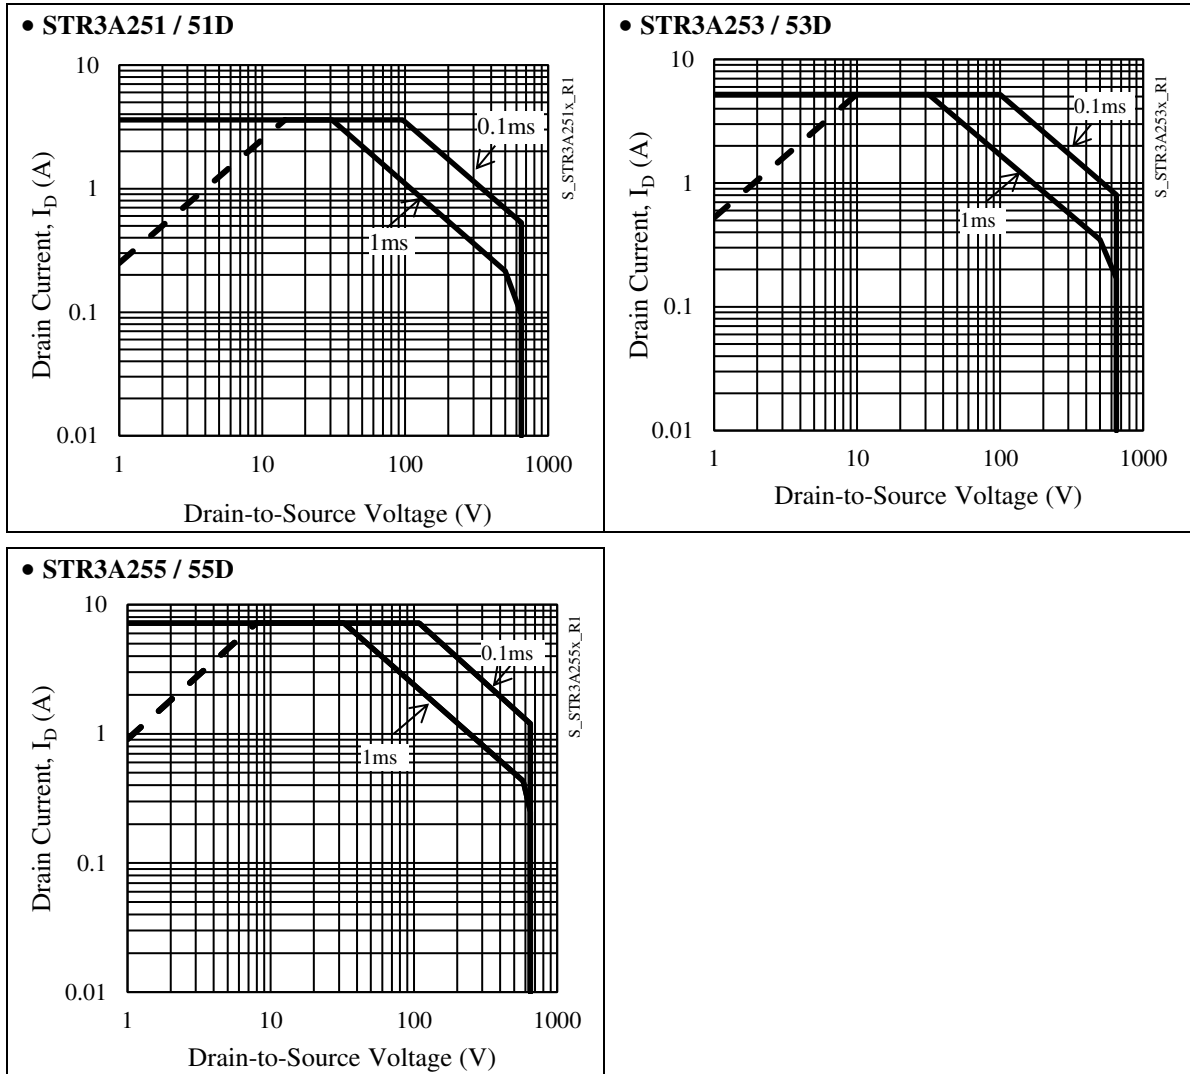 • STR3A251 / 51D
10
1
0.1
0.01
1 10 100 1000
Drain Current, I_D (A)
Drain-to-Source Voltage (V)
0.1ms
1ms
S_STR3A251x_R1
• STR3A253 / 53D
10
1
0.1
0.01
1 10 100 1000
Drain Current, I_D (A)
Drain-to-Source Voltage (V)
0.1ms
1ms
S_STR3A253x_R1
• STR3A255 / 55D
10
1
0.1
0.01
1 10 100 1000
Drain Current, I_D (A)
Drain-to-Source Voltage (V)
0.1ms
1ms
S_STR3A255x_R1